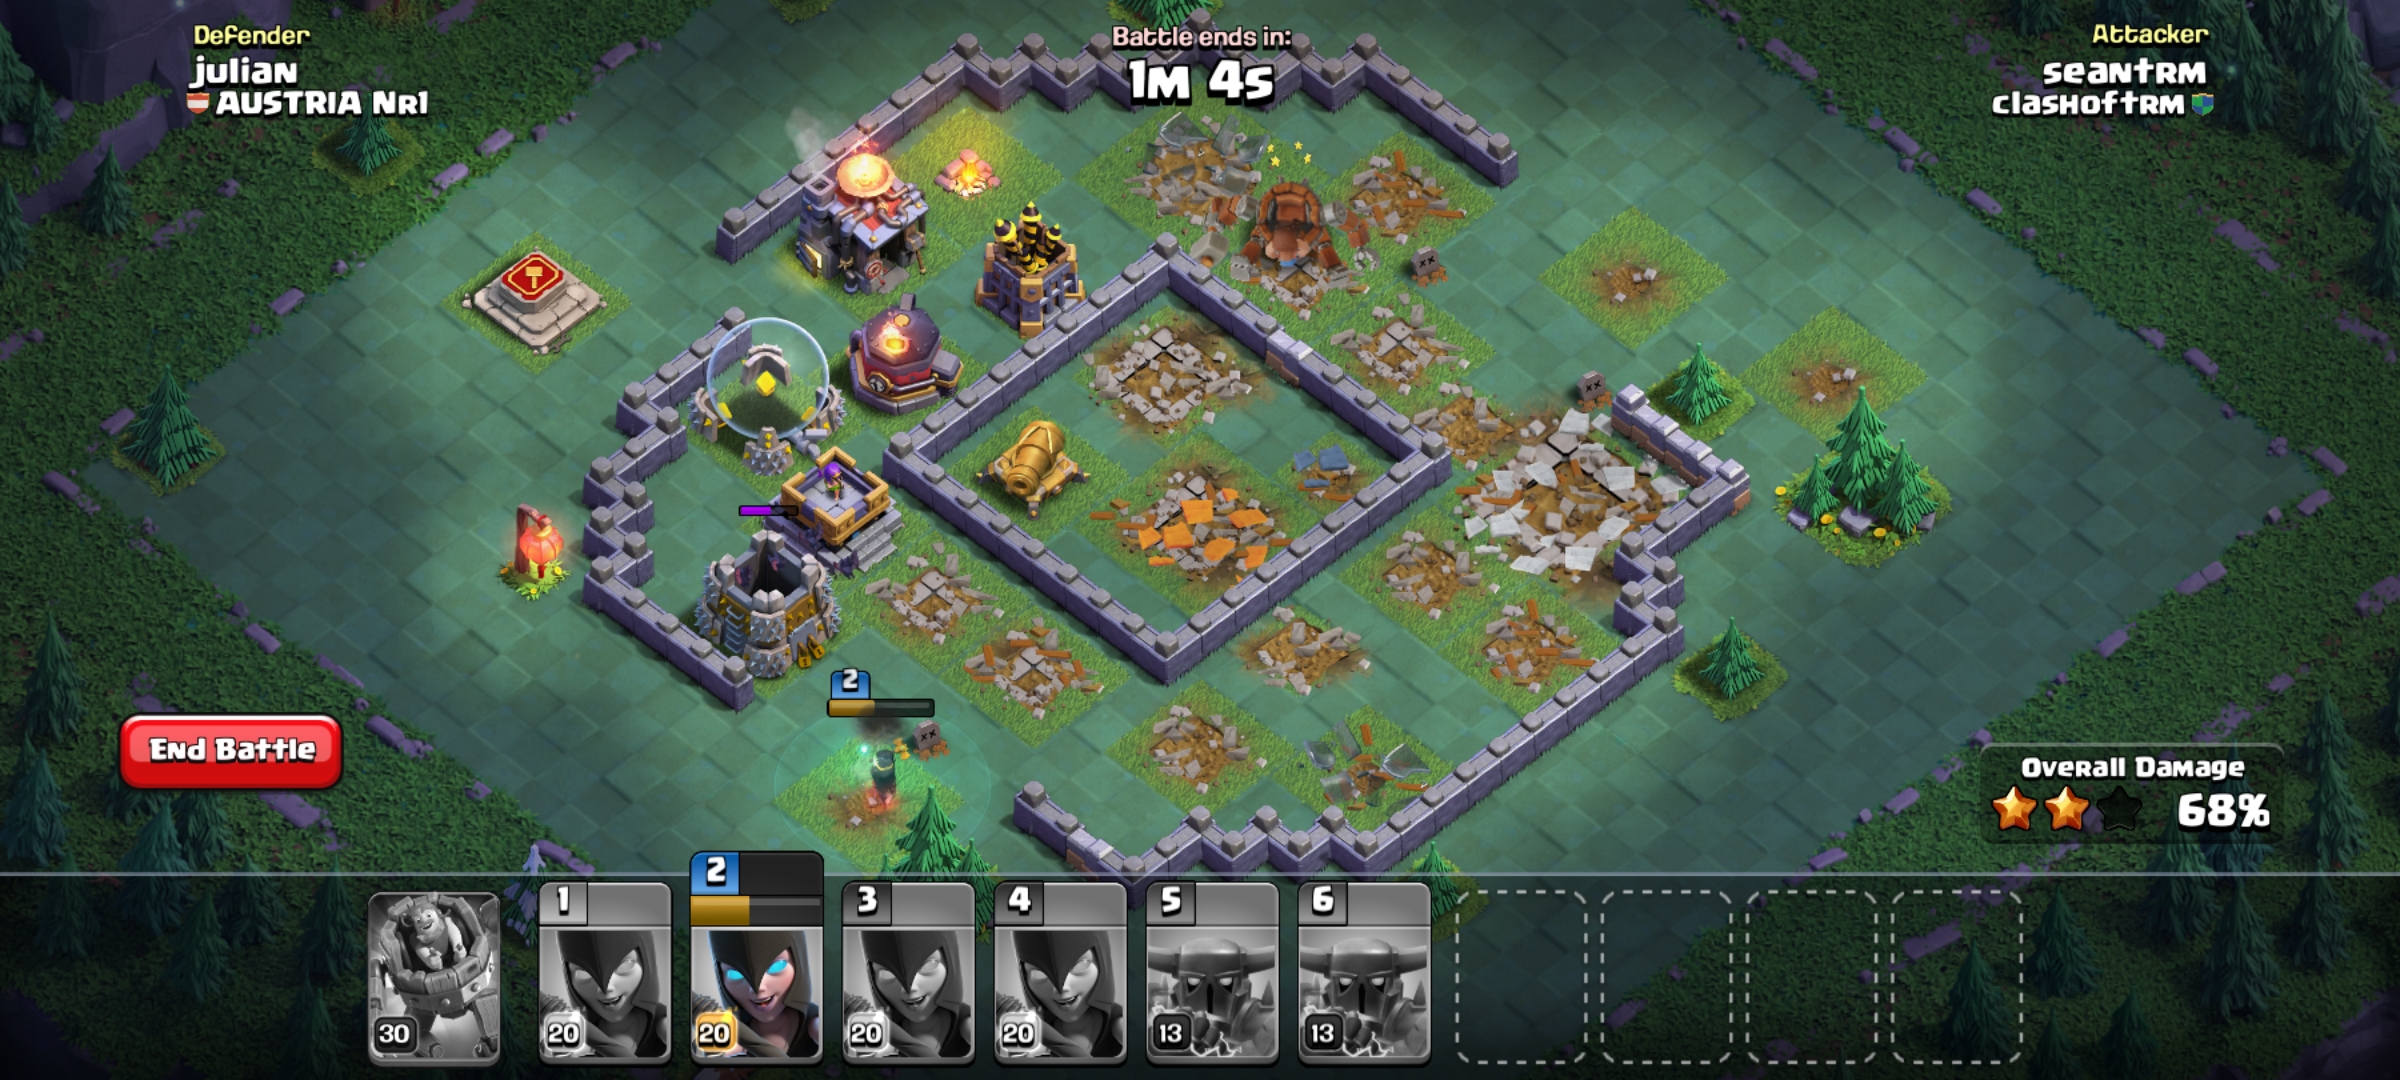 Defender
julian
AUSTRIA Nr1
Battle ends in:
1M 4s
Attacker
seantrm
clashoftrm
2
End Battle
Overall Damage
68%
30
1
20
2
20
3
20
4
20
5
13
6
13